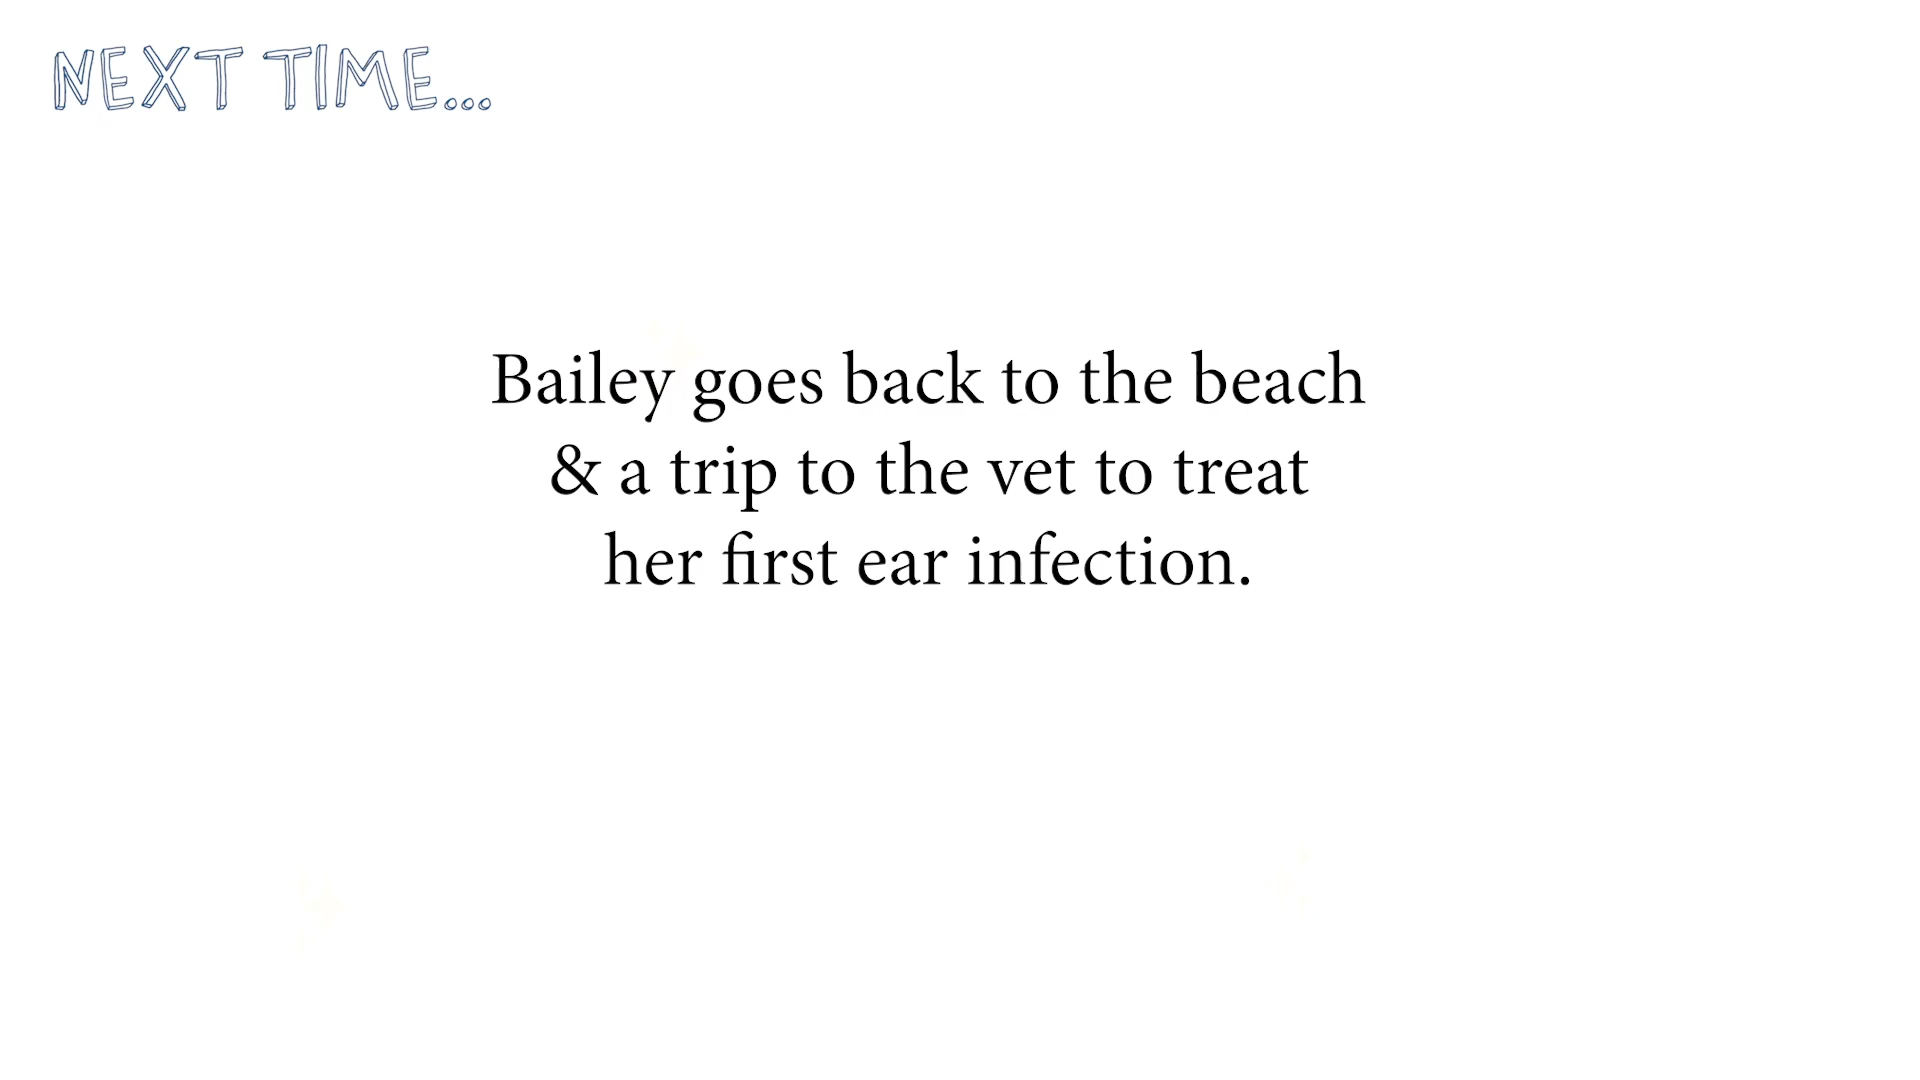 NEXT TIME...
Bailey goes back to the beach
& a trip to the vet to treat
her first ear infection.